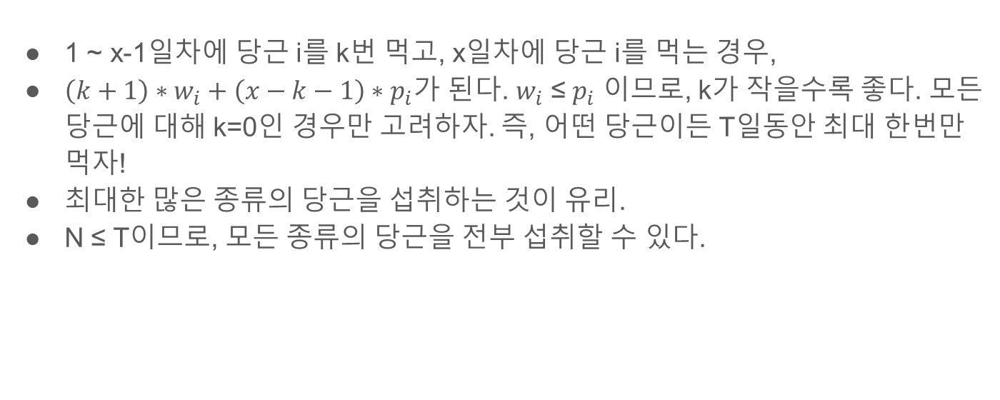 ● 1 ~ x-1일차에 당근 i를 k번 먹고, x일차에 당근 i를 먹는 경우,
● (k + 1) * wᵢ + (x − k − 1) * pᵢ가 된다. wᵢ ≤ pᵢ 이므로, k가 작을수록 좋다. 모든
당근에 대해 k=0인 경우만 고려하자. 즉, 어떤 당근이든 T일동안 최대 한번만
먹자!
● 최대한 많은 종류의 당근을 섭취하는 것이 유리.
● N ≤ T이므로, 모든 종류의 당근을 전부 섭취할 수 있다.